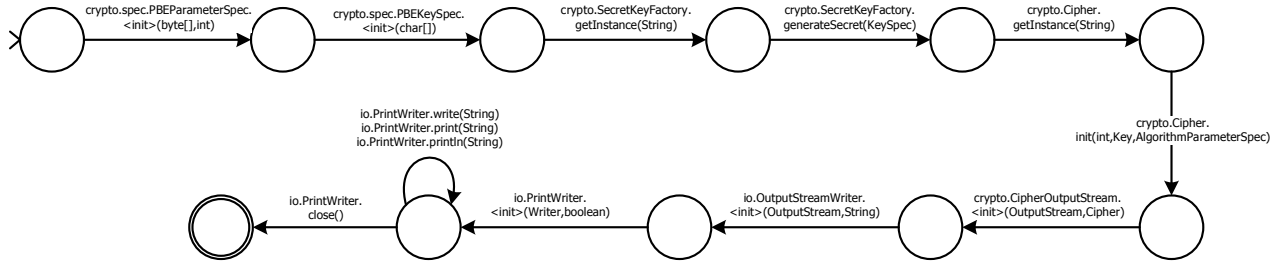 crypto.spec.PBEParameterSpec.
<init>(byte[],int)
crypto.spec.PBEKeySpec.
<init>(char[])
crypto.SecretKeyFactory.
getInstance(String)
crypto.SecretKeyFactory.
generateSecret(KeySpec)
crypto.Cipher.
getInstance(String)
crypto.Cipher.
init(int,Key,AlgorithmParameterSpec)
io.PrintWriter.write(String)
io.PrintWriter.print(String)
io.PrintWriter.println(String)
io.PrintWriter.
close()
io.PrintWriter.
<init>(Writer,boolean)
io.OutputStreamWriter.
<init>(OutputStream,String)
crypto.CipherOutputStream.
<init>(OutputStream,Cipher)